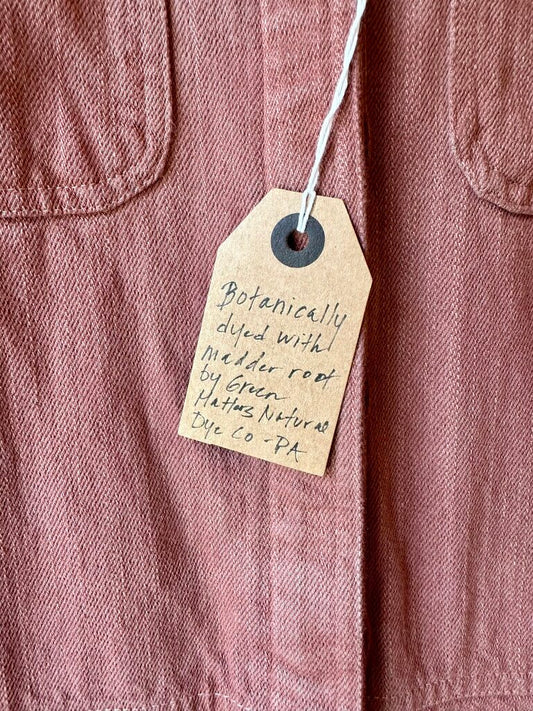 Botanically
dyed with
madder root
by Green
Matters Natural
Dye Co - PA